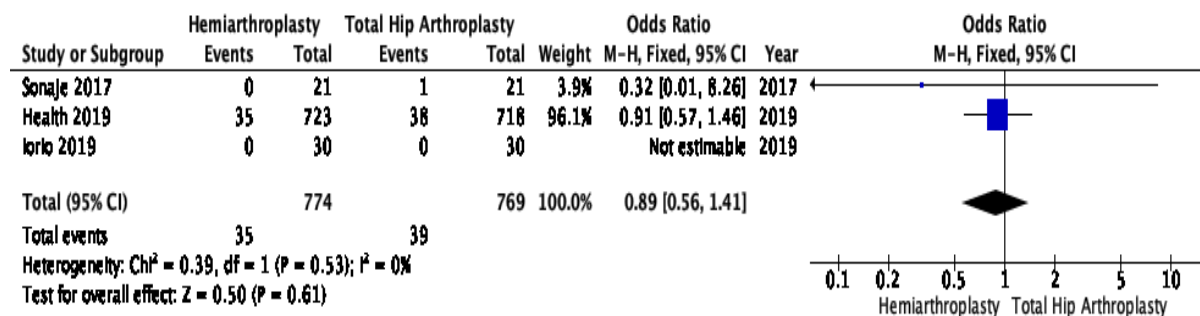 Hemiarthroplasty Total Hip Arthroplasty Odds Ratio Odds Ratio
Study or Subgroup Events Total Events Total Weight M-H, Fixed, 95% CI Year M-H, Fixed, 95% CI
Sonaje 2017 0 21 1 21 3.9% 0.32 [0.01, 8.26] 2017
Health 2019 35 723 38 718 96.1% 0.91 [0.57, 1.46] 2019
Iorio 2019 0 30 0 30 Not estimable 2019
Total (95% CI) 774 769 100.0% 0.89 [0.56, 1.41]
Total events 35 39
Heterogeneity: Chi² = 0.39, df = 1 (P = 0.53); I² = 0%
Test for overall effect: Z = 0.50 (P = 0.61)
0.1 0.2 0.5 1 2 5 10
Hemiarthroplasty Total Hip Arthroplasty